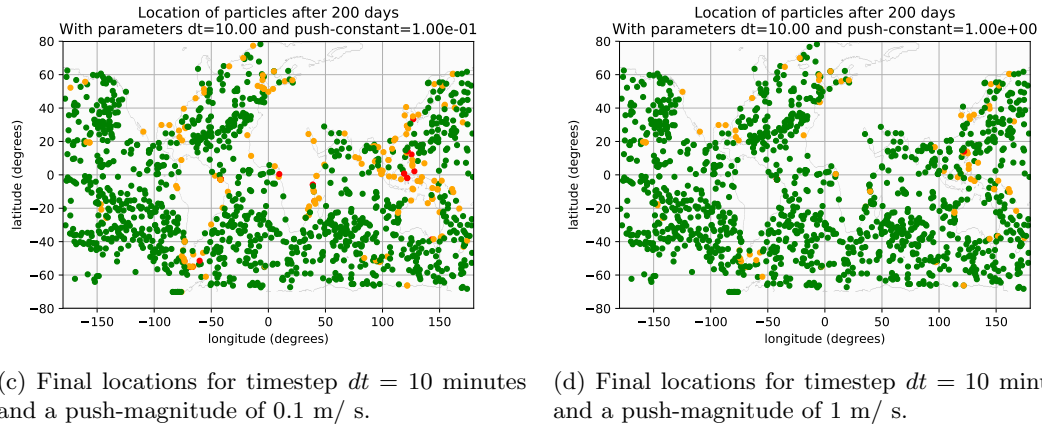 Location of particles after 200 days
With parameters dt=10.00 and push-constant=1.00e-01
80
60
40
20
0
−20
−40
−60
−80
latitude (degrees)
−150 −100 −50 0 50 100 150
longitude (degrees)
(c) Final locations for timestep dt = 10 minutes
and a push-magnitude of 0.1 m/ s.
Location of particles after 200 days
With parameters dt=10.00 and push-constant=1.00e+00
80
60
40
20
0
−20
−40
−60
−80
latitude (degrees)
−150 −100 −50 0 50 100 150
longitude (degrees)
(d) Final locations for timestep dt = 10 minu
and a push-magnitude of 1 m/ s.